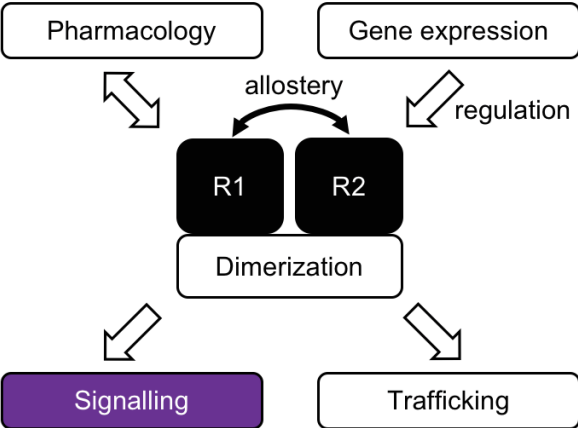 Pharmacology
Gene expression
allostery
regulation
R1
R2
Dimerization
Signalling
Trafficking